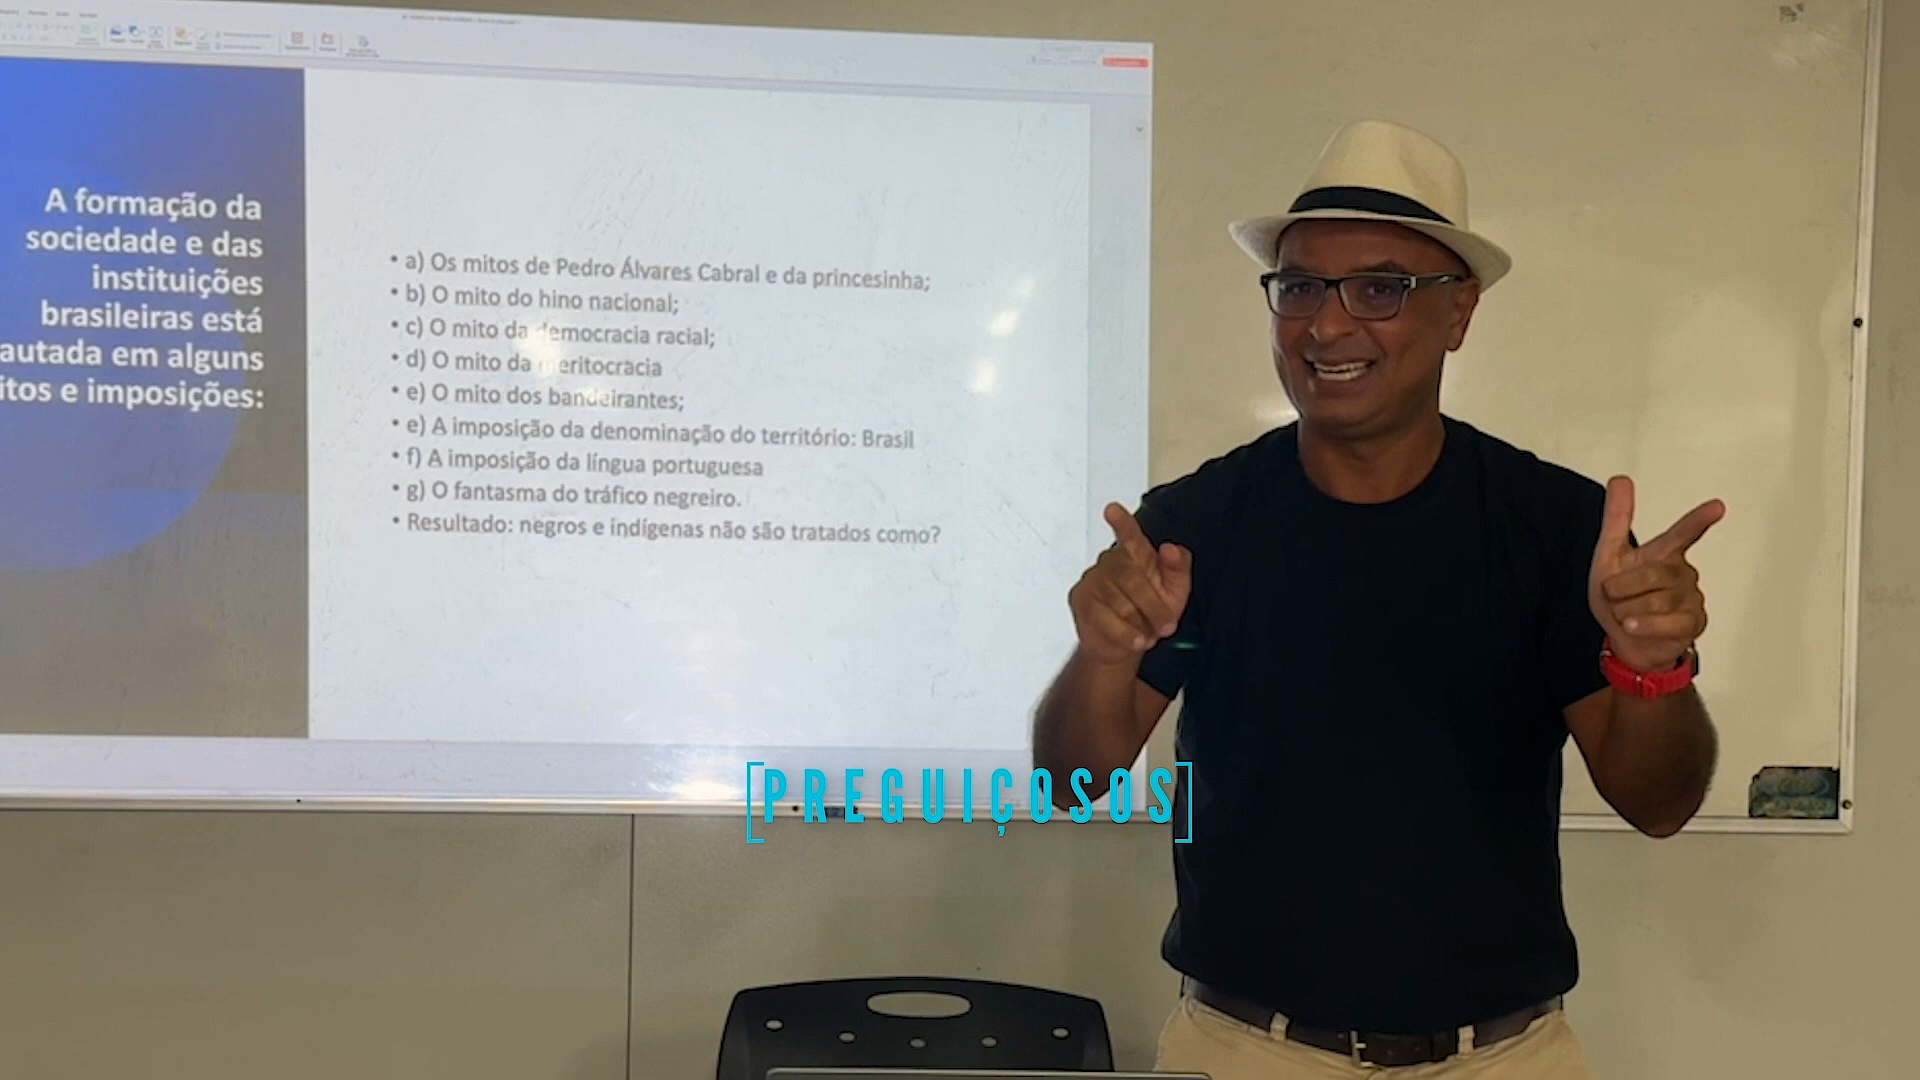 A formação da
sociedade e das
instituições
brasileiras está
autada em alguns
itos e imposições:
• a) Os mitos de Pedro Álvares Cabral e da princesinha;
• b) O mito do hino nacional;
• c) O mito da democracia racial;
• d) O mito da meritocracia
• e) O mito dos bandeirantes;
• e) A imposição da denominação do território: Brasil
• f) A imposição da língua portuguesa
• g) O fantasma do tráfico negreiro.
• Resultado: negros e indígenas não são tratados como?
[PREGUIÇOSOS]